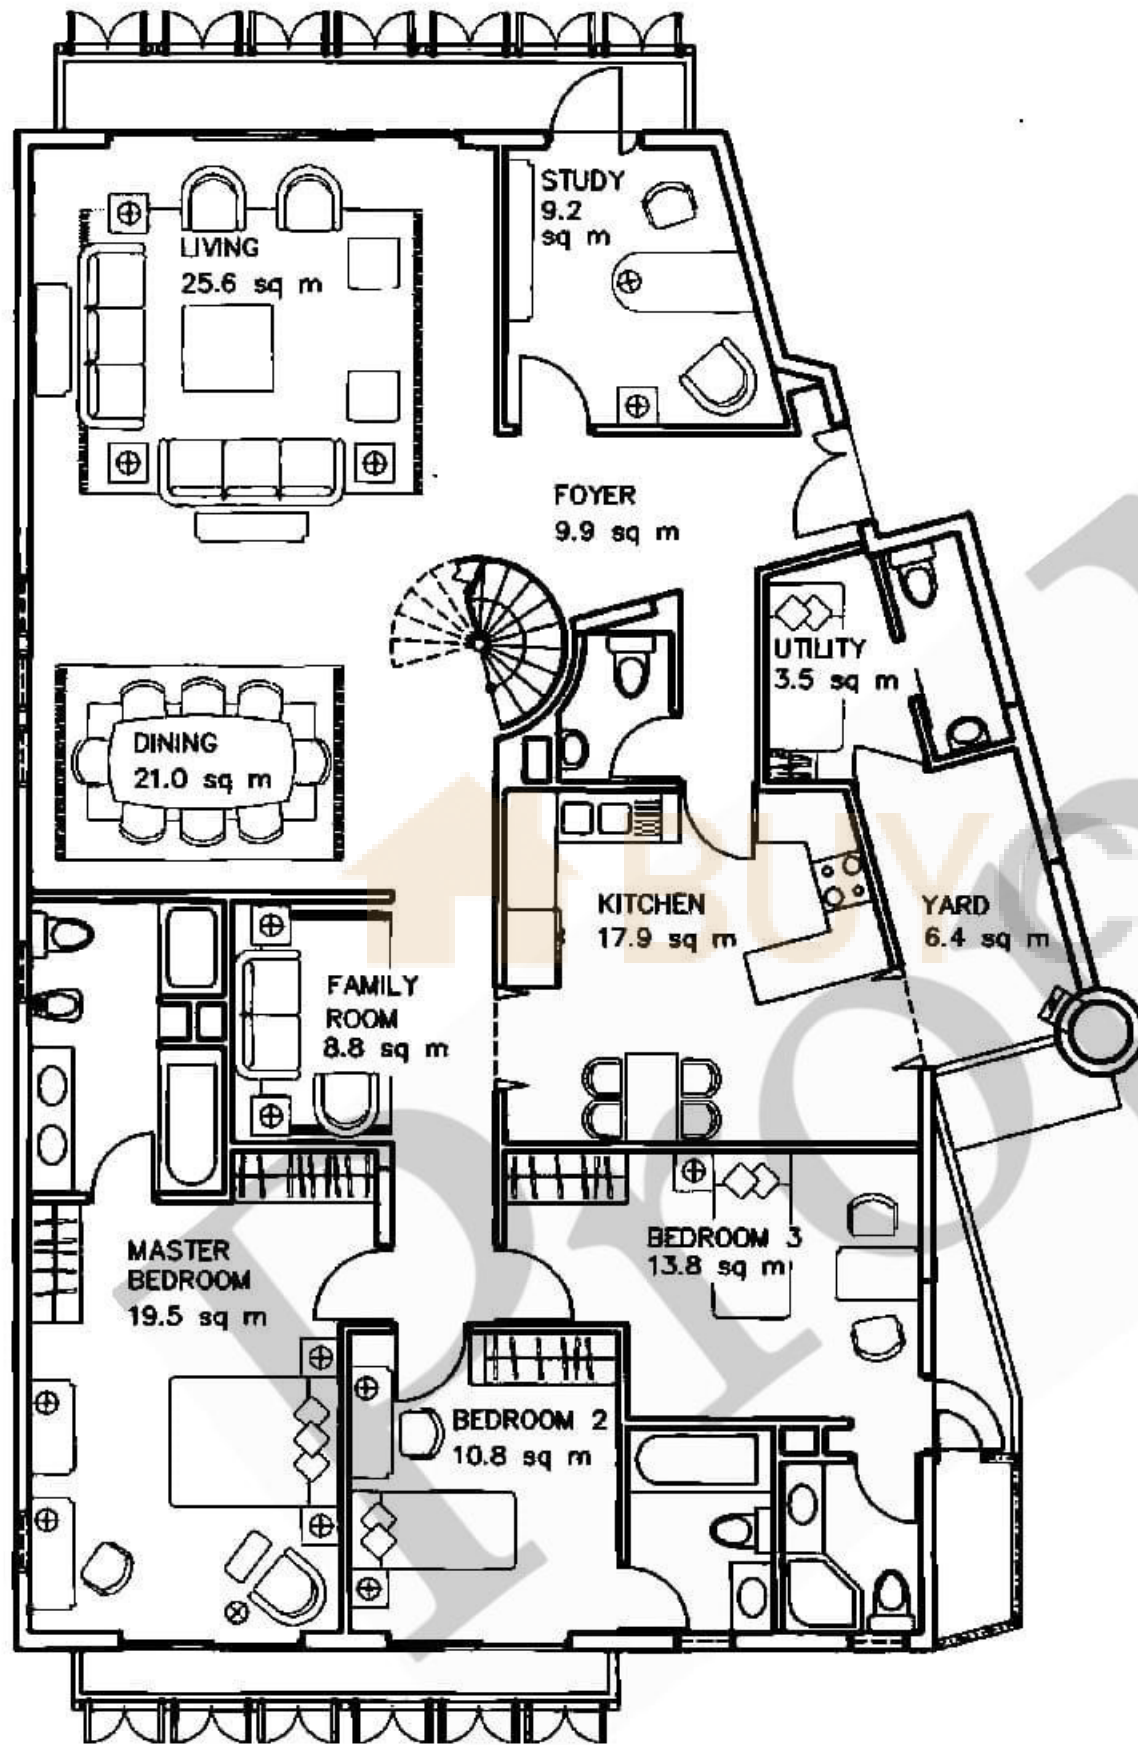 STUDY
9.2
sq m
LIVING
25.6 sq m
FOYER
9.9 sq m
UTILITY
3.5 sq m
DINING
21.0 sq m
KITCHEN
17.9 sq m
YARD
6.4 sq m
FAMILY
ROOM
8.8 sq m
MASTER
BEDROOM
19.5 sq m
BEDROOM 3
13.8 sq m
BEDROOM 2
10.8 sq m
BUY
Pro